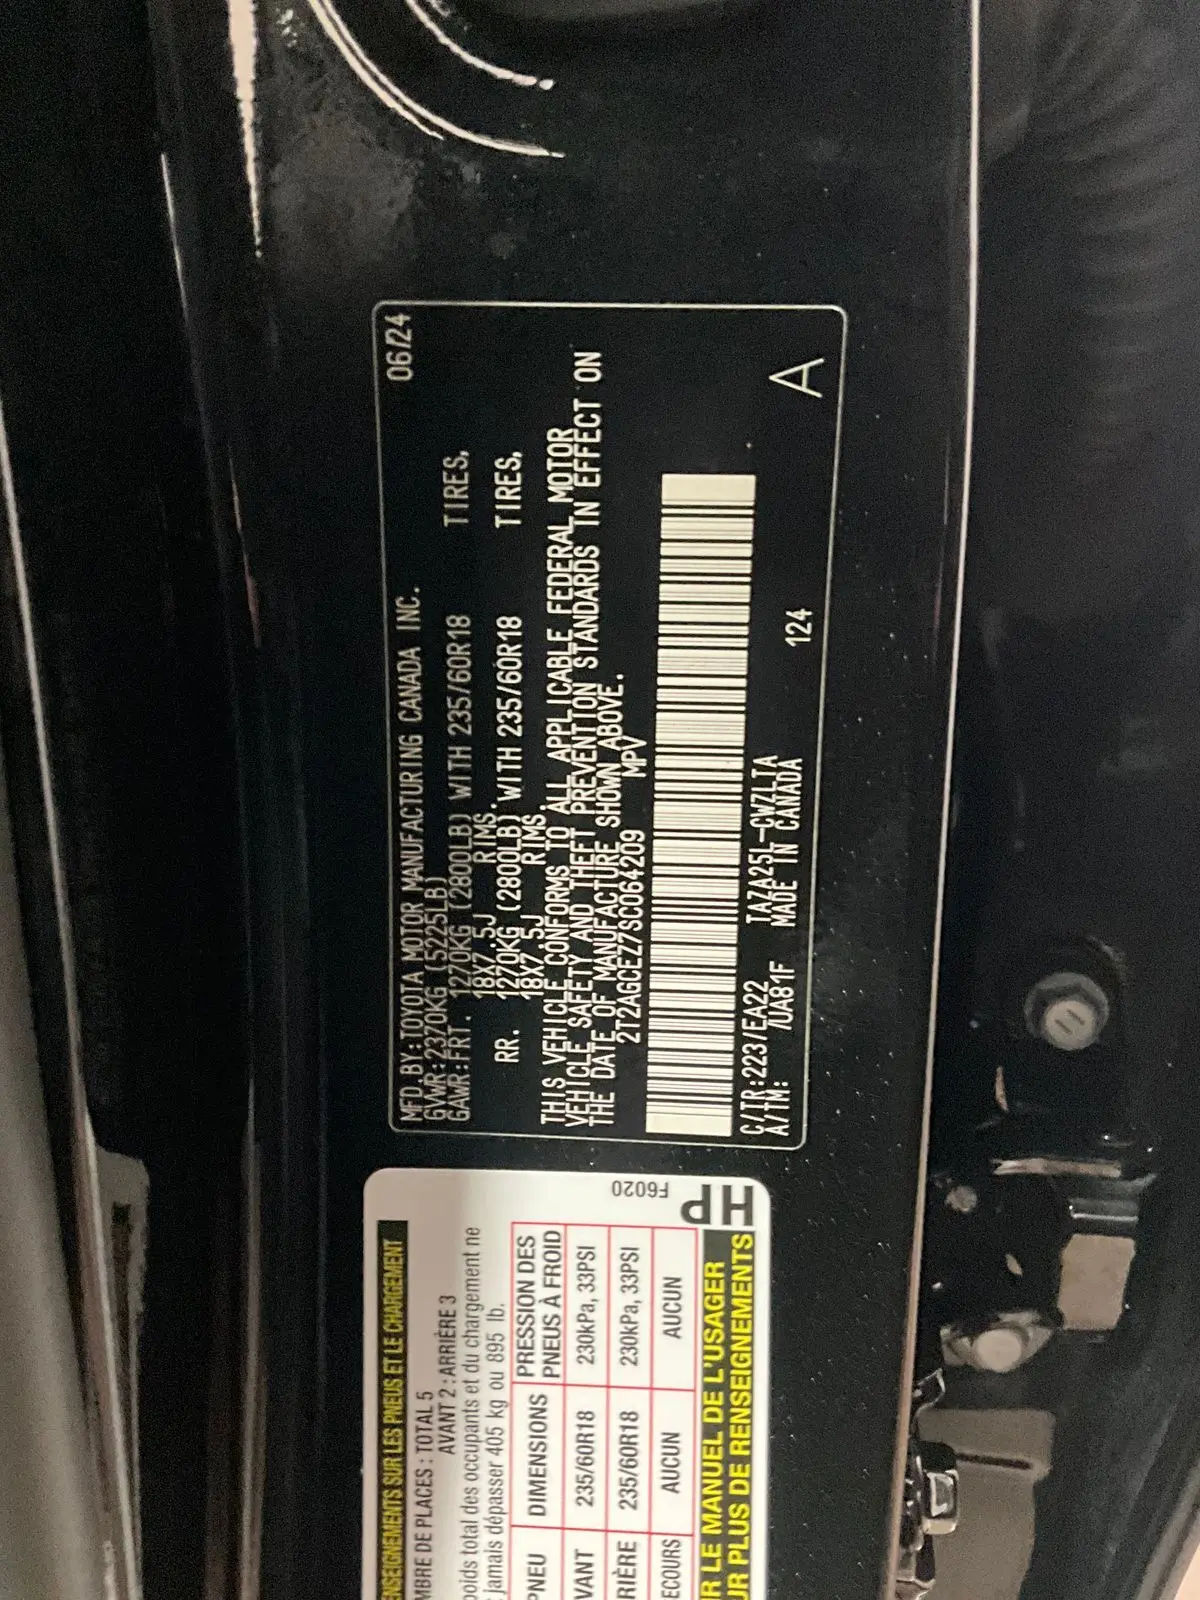 MFD.BY:TOYOTA MOTOR MANUFACTURING CANADA INC. 06/24
GVWR:2370KG (5225LB)
GAWR:FRT. 1270KG (2800LB) WITH 235/60R18 TIRES,
18X7.5J RIMS.
RR. 1270KG (2800LB) WITH 235/60R18 TIRES,
18X7.5J RIMS.
THIS VEHICLE CONFORMS TO ALL APPLICABLE FEDERAL MOTOR
VEHICLE SAFETY AND THEFT PREVENTION STANDARDS IN EFFECT ON
THE DATE OF MANUFACTURE SHOWN ABOVE.
2T2AGCEZ7SC064209 MPV
C/TR:223/EA22 TAZA25L-CWZLTA
A/TM: /UA81F MADE IN CANADA 124
A
ENSEIGNEMENTS SUR LES PNEUS ET LE CHARGEMENT
MBRE DE PLACES : TOTAL 5
AVANT 2 : ARRIÈRE 3
poids total des occupants et du chargement ne
jamais dépasser 405 kg ou 895 lb.
PNEU DIMENSIONS PRESSION DES PNEUS À FROID
VANT 235/60R18 230kPa, 33PSI
RIÈRE 235/60R18 230kPa, 33PSI
ECOURS AUCUN AUCUN
IR LE MANUEL DE L'USAGER
UR PLUS DE RENSEIGNEMENTS
F6020
HP